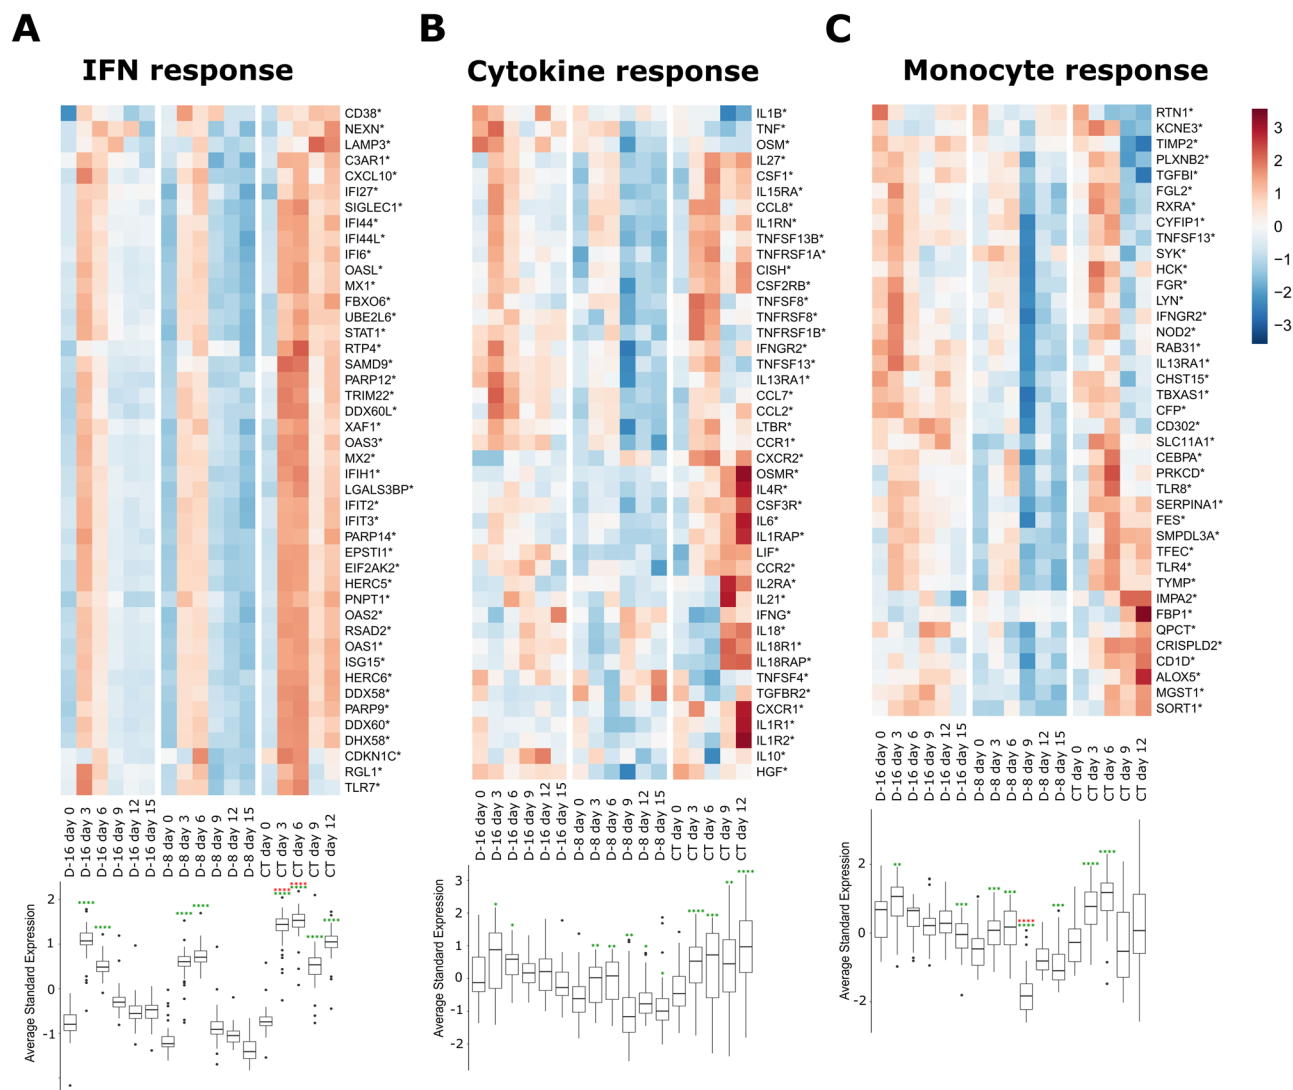 A
IFN response
CD38*
NEXN*
LAMP3*
C3AR1*
CXCL10*
IFI27*
SIGLEC1*
IFI44*
IFI44L*
IFI6*
OASL*
MX1*
FBXO6*
UBE2L6*
STAT1*
RTP4*
SAMD9*
PARP12*
TRIM22*
DDX60L*
XAF1*
OAS3*
MX2*
IFIH1*
LGALS3BP*
IFIT2*
IFIT3*
PARP14*
EPSTI1*
EIF2AK2*
HERC5*
PNPT1*
OAS2*
RSAD2*
OAS1*
ISG15*
HERC6*
DDX58*
PARP9*
DDX60*
DHX58*
CDKN1C*
RGL1*
TLR7*
D-16 day 0
D-16 day 3
D-16 day 6
D-16 day 9
D-16 day 12
D-16 day 15
D-8 day 0
D-8 day 3
D-8 day 6
D-8 day 9
D-8 day 12
D-8 day 15
CT day 0
CT day 3
CT day 6
CT day 9
CT day 12
Average Standard Expression
2
1
0
-1
B
Cytokine response
IL1B*
TNF*
OSM*
IL27*
CSF1*
IL15RA*
CCL8*
IL1RN*
TNFSF13B*
TNFRSF1A*
CISH*
CSF2RB*
TNFSF8*
TNFRSF8*
TNFRSF1B*
IFNGR2*
TNFSF13*
IL13RA1*
CCL7*
CCL2*
LTBR*
CCR1*
CXCR2*
OSMR*
IL4R*
CSF3R*
IL6*
IL1RAP*
LIF*
CCR2*
IL2RA*
IL21*
IFNG*
IL18*
IL18R1*
IL18RAP*
TNFSF4*
TGFBR2*
CXCR1*
IL1R1*
IL1R2*
IL10*
HGF*
D-16 day 0
D-16 day 3
D-16 day 6
D-16 day 9
D-16 day 12
D-16 day 15
D-8 day 0
D-8 day 3
D-8 day 6
D-8 day 9
D-8 day 12
D-8 day 15
CT day 0
CT day 3
CT day 6
CT day 9
CT day 12
Average Standard Expression
3
2
1
0
-1
-2
C
Monocyte response
RTN1*
KCNE3*
TIMP2*
PLXNB2*
TGFBI*
FGL2*
RXRA*
CYFIP1*
TNFSF13*
SYK*
HCK*
FGR*
LYN*
IFNGR2*
NOD2*
RAB31*
IL13RA1*
CHST15*
TBXAS1*
CFP*
CD302*
SLC11A1*
CEBPA*
PRKCD*
TLR8*
SERPINA1*
FES*
SMPDL3A*
TFEC*
TLR4*
TYMP*
IMPA2*
FBP1*
QPCT*
CRISPLD2*
CD1D*
ALOX5*
MGST1*
SORT1*
D-16 day 0
D-16 day 3
D-16 day 6
D-16 day 9
D-16 day 12
D-16 day 15
D-8 day 0
D-8 day 3
D-8 day 6
D-8 day 9
D-8 day 12
D-8 day 15
CT day 0
CT day 3
CT day 6
CT day 9
CT day 12
Average Standard Expression
2
0
-2
3
2
1
0
−1
−2
−3